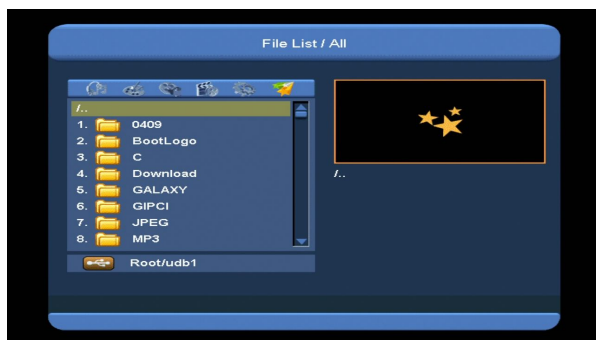 File List / All
/..
1. 0409
2. BootLogo
3. C
4. Download
5. GALAXY
6. GIPCI
7. JPEG
8. MP3
/..
Root/udb1